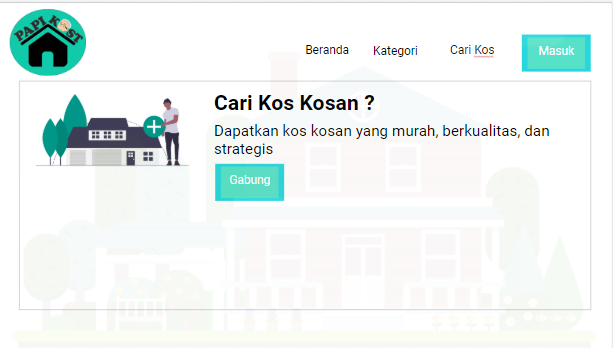 PAPI KOST
Beranda
Kategori
Cari Kos
Masuk
Cari Kos Kosan ?
Dapatkan kos kosan yang murah, berkualitas, dan
strategis
Gabung